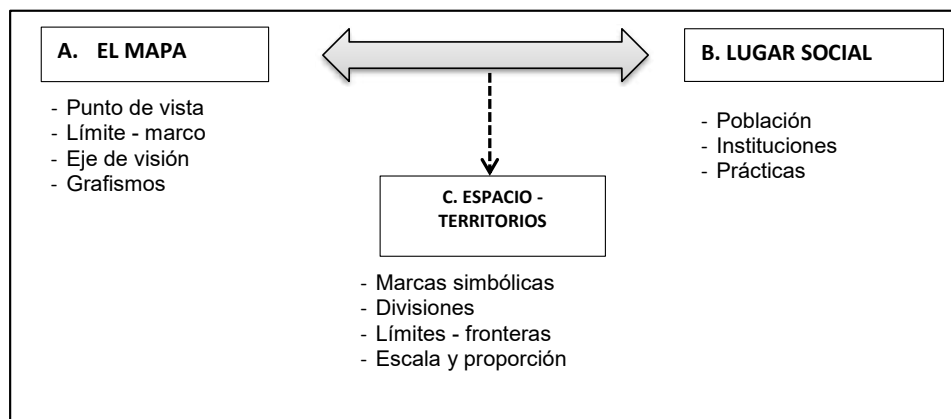 A. EL MAPA
- Punto de vista
- Límite - marco
- Eje de visión
- Grafismos
B. LUGAR SOCIAL
- Población
- Instituciones
- Prácticas
C. ESPACIO -
TERRITORIOS
- Marcas simbólicas
- Divisiones
- Límites - fronteras
- Escala y proporción